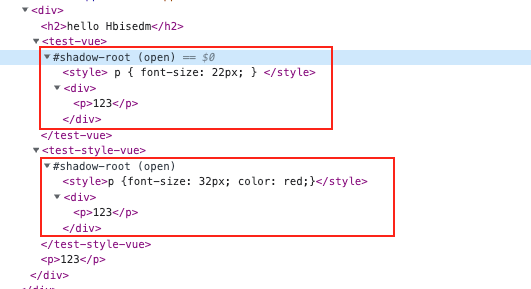 <div>
<h2>hello Hbisedm</h2>
<test-vue>
#shadow-root (open) == $0
<style> p { font-size: 22px; } </style>
<div>
<p>123</p>
</div>
</test-vue>
<test-style-vue>
#shadow-root (open)
<style>p {font-size: 32px; color: red;}</style>
<div>
<p>123</p>
</div>
</test-style-vue>
<p>123</p>
</div>